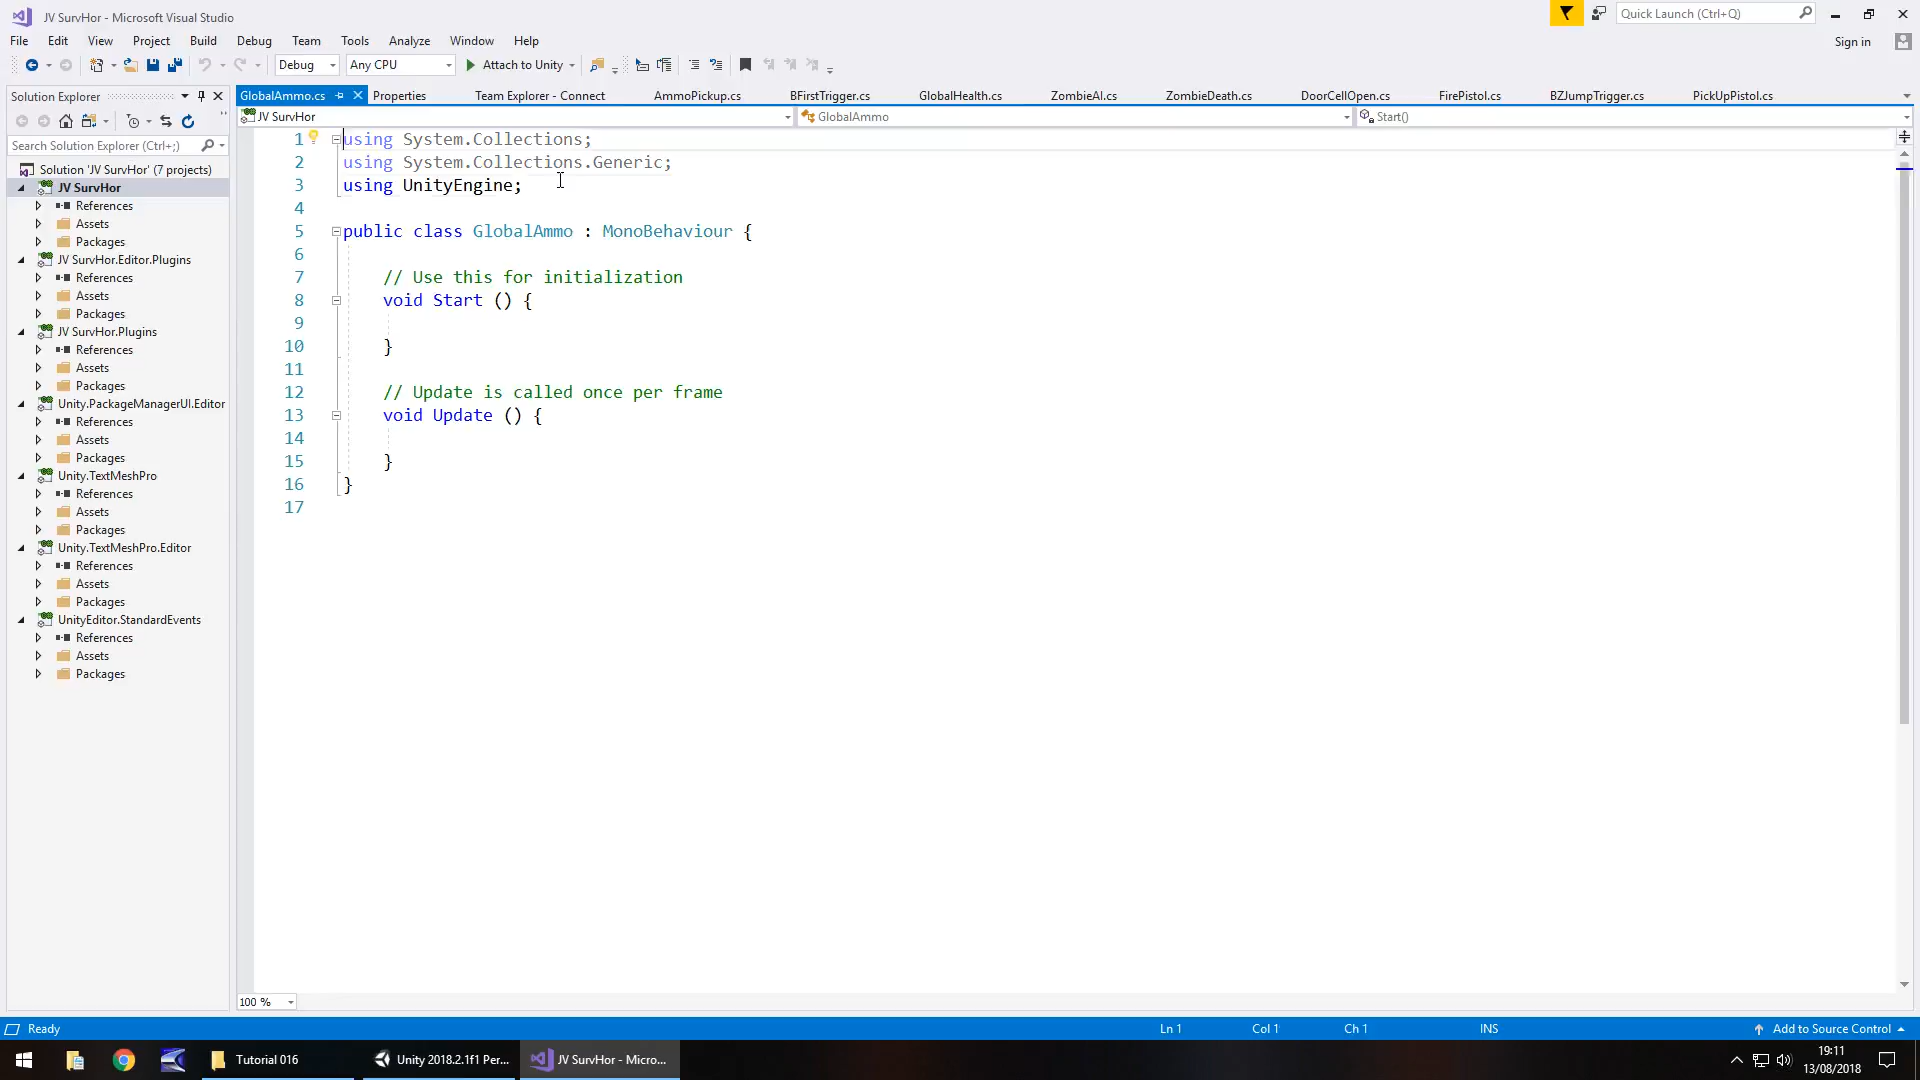 JV SurvHor - Microsoft Visual Studio
Quick Launch (Ctrl+Q)
File Edit View Project Build Debug Team Tools Analyze Window Help
Sign in
Debug Any CPU Attach to Unity
Solution Explorer
GlobalAmmo.cs Properties Team Explorer - Connect AmmoPickup.cs BFirstTrigger.cs GlobalHealth.cs ZombieAI.cs ZombieDeath.cs DoorCellOpen.cs FirePistol.cs BZJumpTrigger.cs PickUpPistol.cs
JV SurvHor GlobalAmmo Start()
Search Solution Explorer (Ctrl+;)
Solution 'JV SurvHor' (7 projects)
JV SurvHor
References
Assets
Packages
JV SurvHor.Editor.Plugins
References
Assets
Packages
JV SurvHor.Plugins
References
Assets
Packages
Unity.PackageManagerUI.Editor
References
Assets
Packages
Unity.TextMeshPro
References
Assets
Packages
Unity.TextMeshPro.Editor
References
Assets
Packages
UnityEditor.StandardEvents
References
Assets
Packages
1 using System.Collections;
2 using System.Collections.Generic;
3 using UnityEngine;
4
5 public class GlobalAmmo : MonoBehaviour {
6
7 // Use this for initialization
8 void Start () {
9
10 }
11
12 // Update is called once per frame
13 void Update () {
14
15 }
16 }
17
100 %
Ready Ln 1 Col 1 Ch 1 INS Add to Source Control
Tutorial 016 Unity 2018.2.1f1 Per... JV SurvHor - Micro...
19:11
13/08/2018